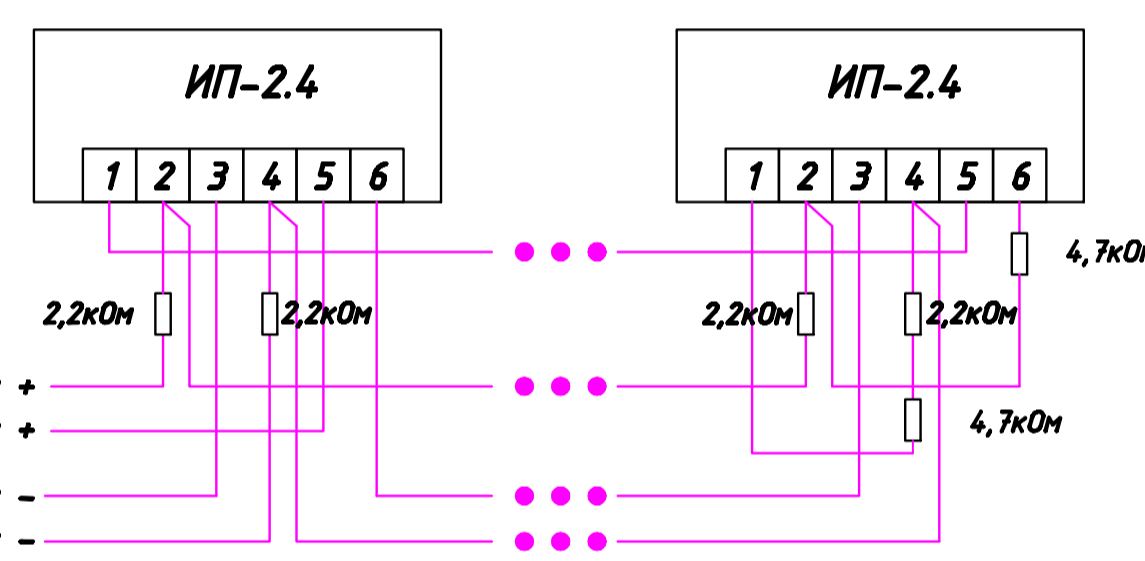 ИП-2.4 ИП-2.4
1 2 3 4 5 6 1 2 3 4 5 6
4,7кОм
2,2кОм 2,2кОм 2,2кОм 2,2кОм
+
+ 4,7кОм
–
–